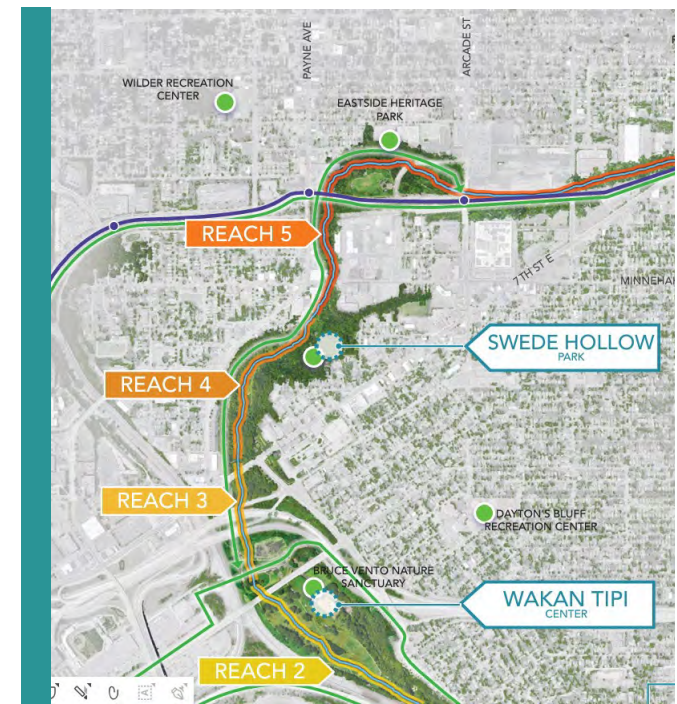 PAYNE AVE
ARCADE ST
WILDER RECREATION
CENTER
EASTSIDE HERITAGE
PARK
REACH 5
7TH ST E
MINNEHA
SWEDE HOLLOW
PARK
REACH 4
REACH 3
DAYTON'S BLUFF
RECREATION CENTER
BRUCE VENTO NATURE
SANCTUARY
WAKAN TIPI
CENTER
REACH 2